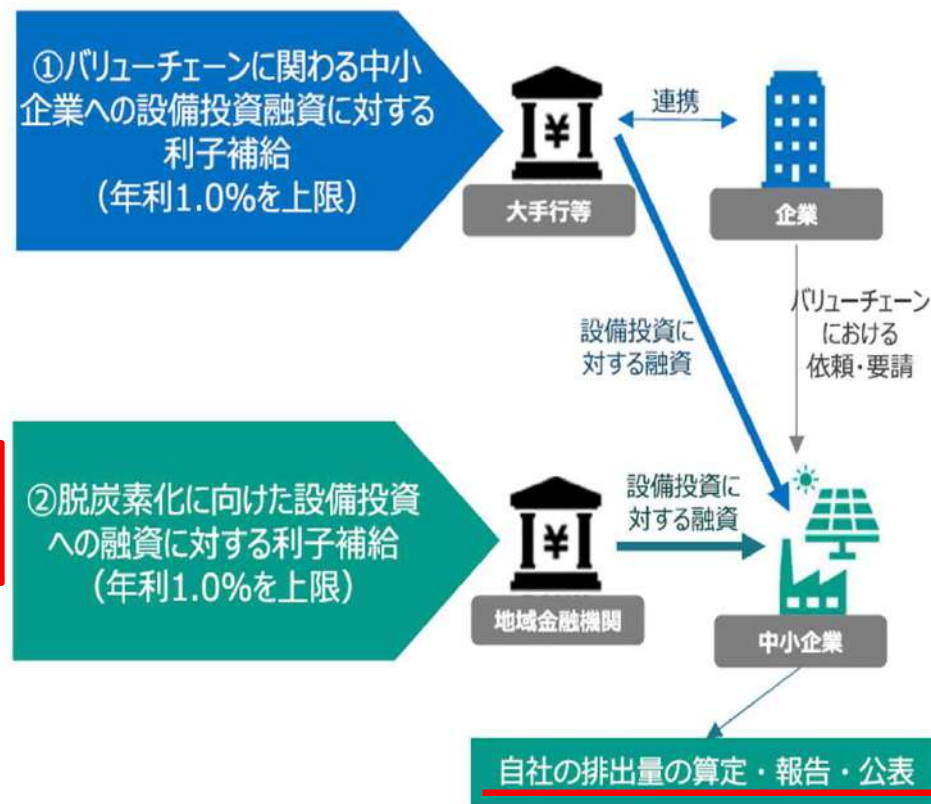 ①バリューチェーンに関わる中小
企業への設備投資融資に対する
利子補給
（年利1.0%を上限）
¥
連携
大手行等
企業
設備投資に
対する融資
バリューチェーン
における
依頼・要請
②脱炭素化に向けた設備投資
への融資に対する利子補給
（年利1.0%を上限）
¥
設備投資に
対する融資
地域金融機関
中小企業
自社の排出量の算定・報告・公表